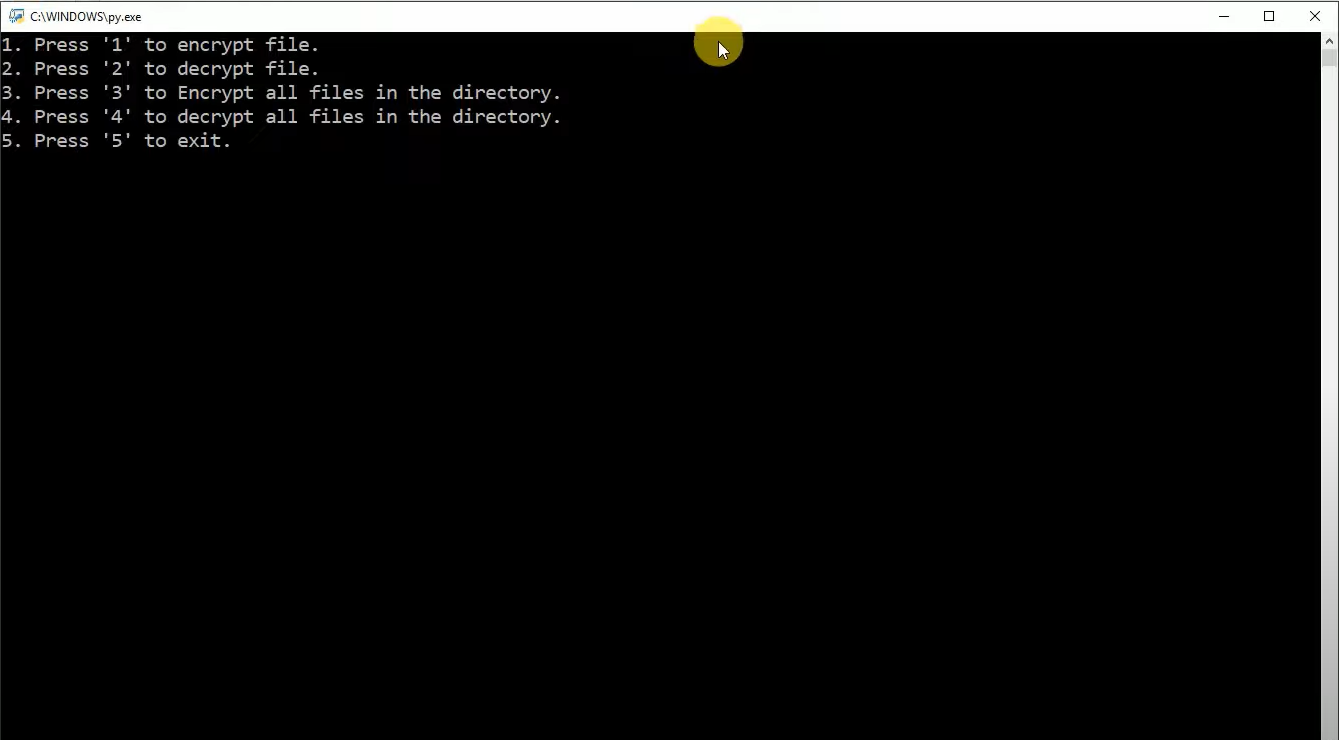 C:\WINDOWS\py.exe
1. Press '1' to encrypt file.
2. Press '2' to decrypt file.
3. Press '3' to Encrypt all files in the directory.
4. Press '4' to decrypt all files in the directory.
5. Press '5' to exit.